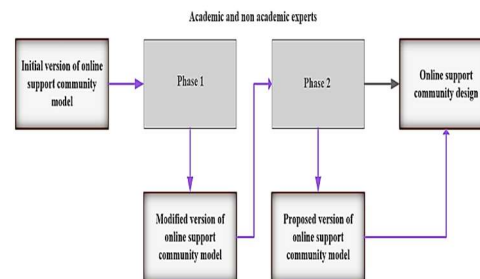 Academic and non academic experts
Initial version of online
support community
model
Phase 1
Phase 2
Online support
community design
Modified version of
online support
community model
Proposed version of
online support
community model